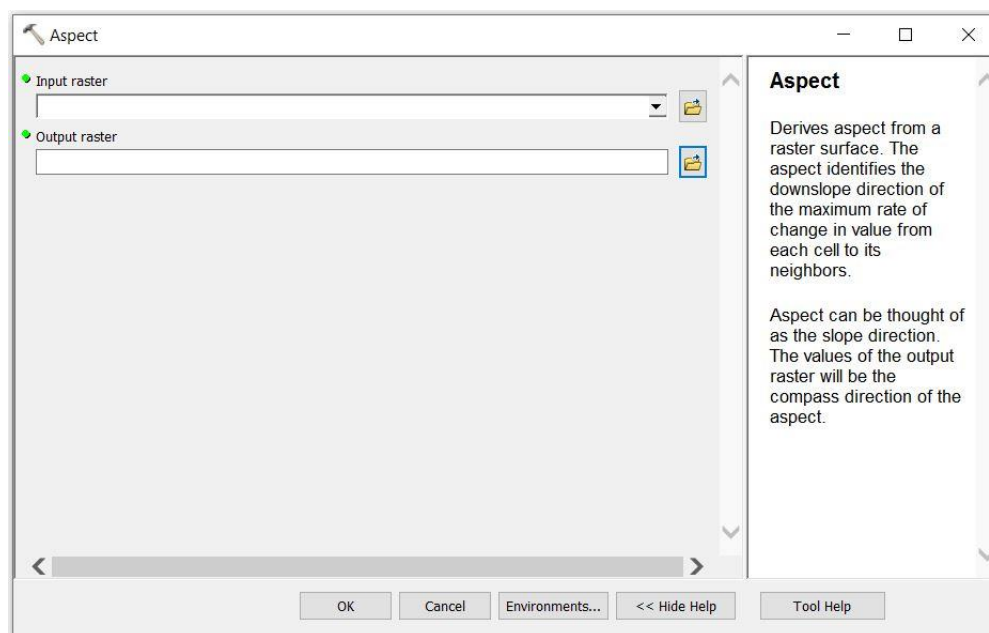 Aspect
Input raster
Output raster
Aspect
Derives aspect from a
raster surface. The
aspect identifies the
downslope direction of
the maximum rate of
change in value from
each cell to its
neighbors.
Aspect can be thought of
as the slope direction.
The values of the output
raster will be the
compass direction of the
aspect.
OK
Cancel
Environments...
<< Hide Help
Tool Help